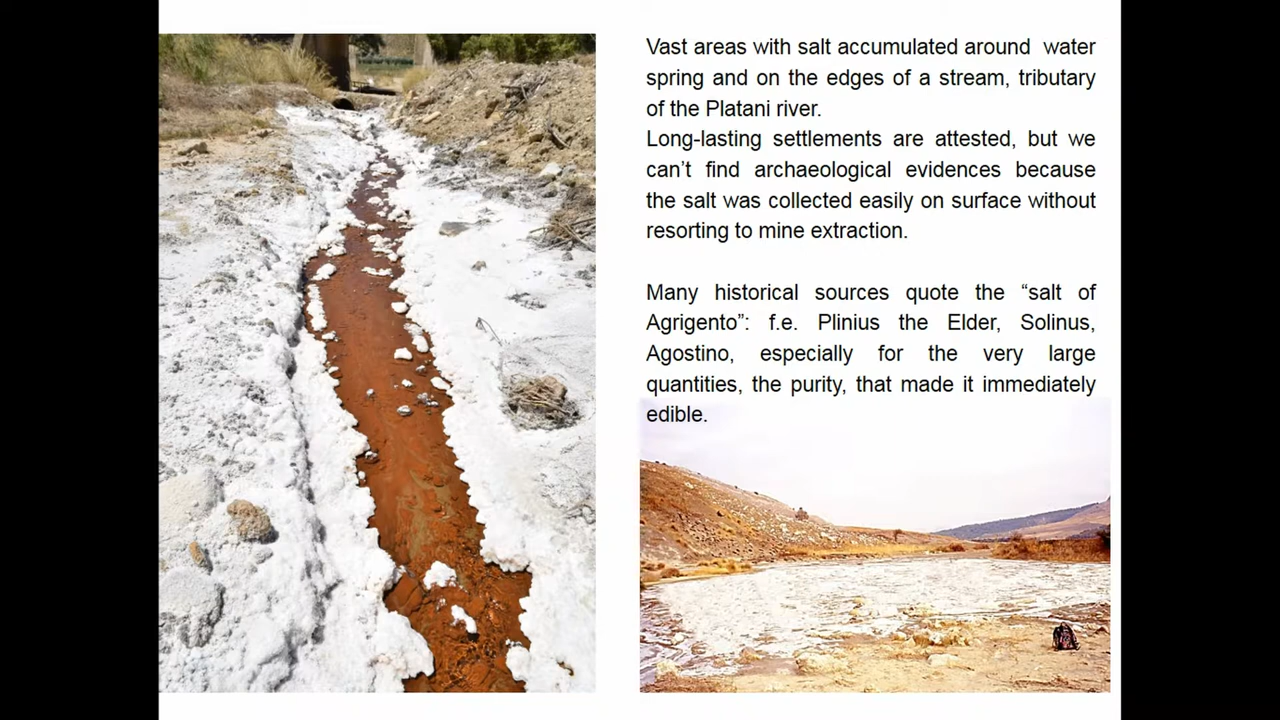 Vast areas with salt accumulated around water
spring and on the edges of a stream, tributary
of the Platani river.
Long-lasting settlements are attested, but we
can't find archaeological evidences because
the salt was collected easily on surface without
resorting to mine extraction.
Many historical sources quote the “salt of
Agrigento”: f.e. Plinius the Elder, Solinus,
Agostino, especially for the very large
quantities, the purity, that made it immediately
edible.